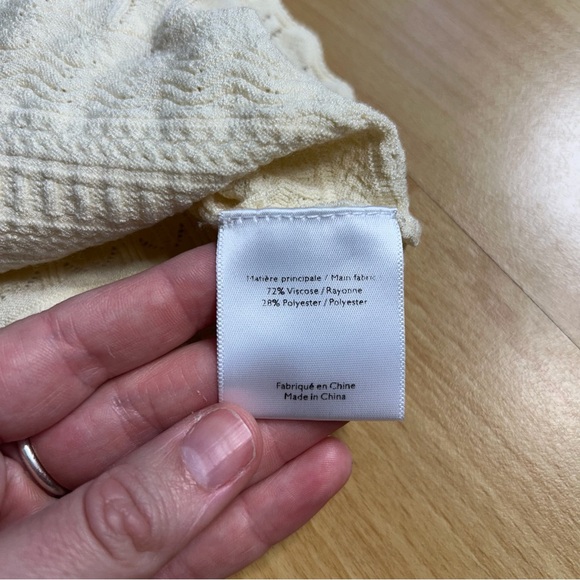 Matière principale / Main fabric
72% Viscose / Rayonne
28% Polyester / Polyester
Fabriqué en Chine
Made in China